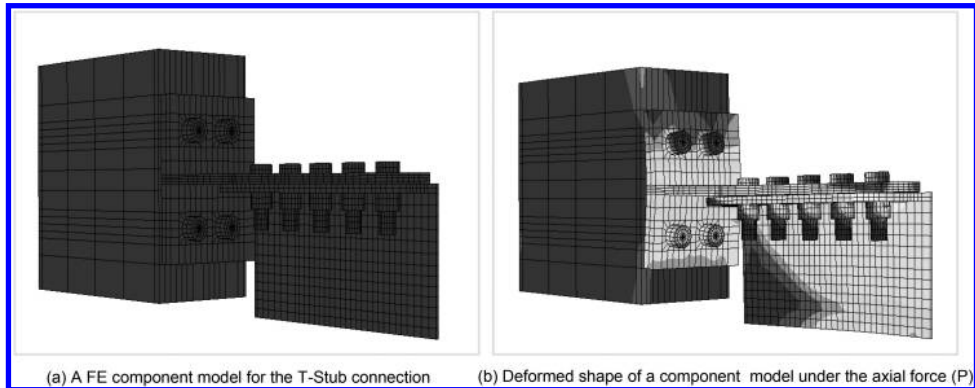 (a) A FE component model for the T-Stub connection
(b) Deformed shape of a component model under the axial force (P)